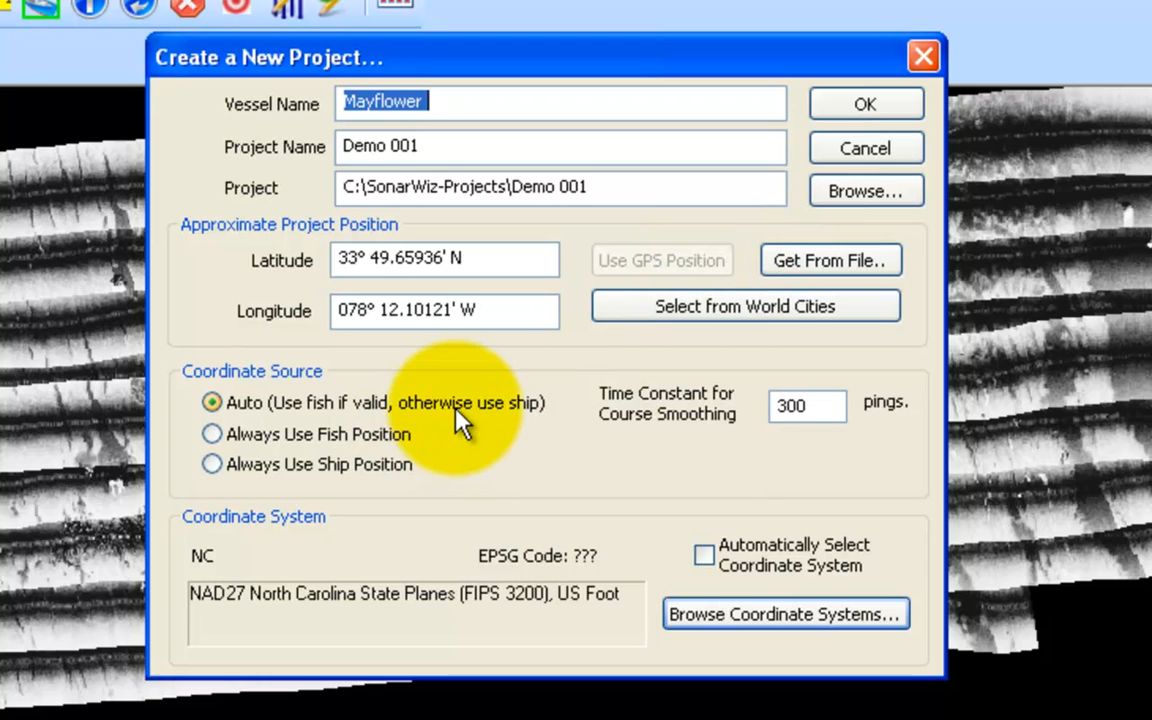 Create a New Project...
Vessel Name Mayflower OK
Project Name Demo 001 Cancel
Project C:\SonarWiz-Projects\Demo 001 Browse...
Approximate Project Position
Latitude 33° 49.65936' N Use GPS Position Get From File..
Longitude 078° 12.10121' W Select from World Cities
Coordinate Source
Auto (Use fish if valid, otherwise use ship)
Always Use Fish Position
Always Use Ship Position
Time Constant for
Course Smoothing 300 pings.
Coordinate System
NC EPSG Code: ???
Automatically Select
Coordinate System
NAD27 North Carolina State Planes (FIPS 3200), US Foot
Browse Coordinate Systems...